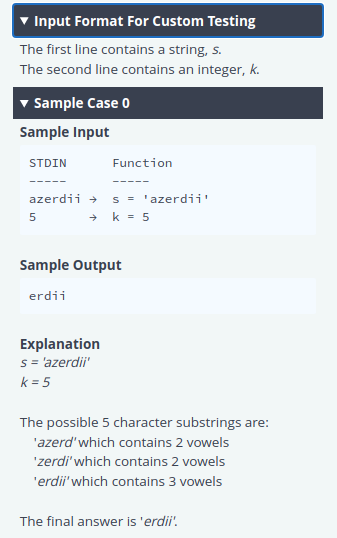 ▼ Input Format For Custom Testing
The first line contains a string, s.
The second line contains an integer, k.
▼ Sample Case 0
Sample Input
STDIN Function
----- -----
azerdii → s = 'azerdii'
5 → k = 5
Sample Output
erdii
Explanation
s = 'azerdii'
k = 5
The possible 5 character substrings are:
'azerd' which contains 2 vowels
'zerdi' which contains 2 vowels
'erdii' which contains 3 vowels
The final answer is 'erdii'.